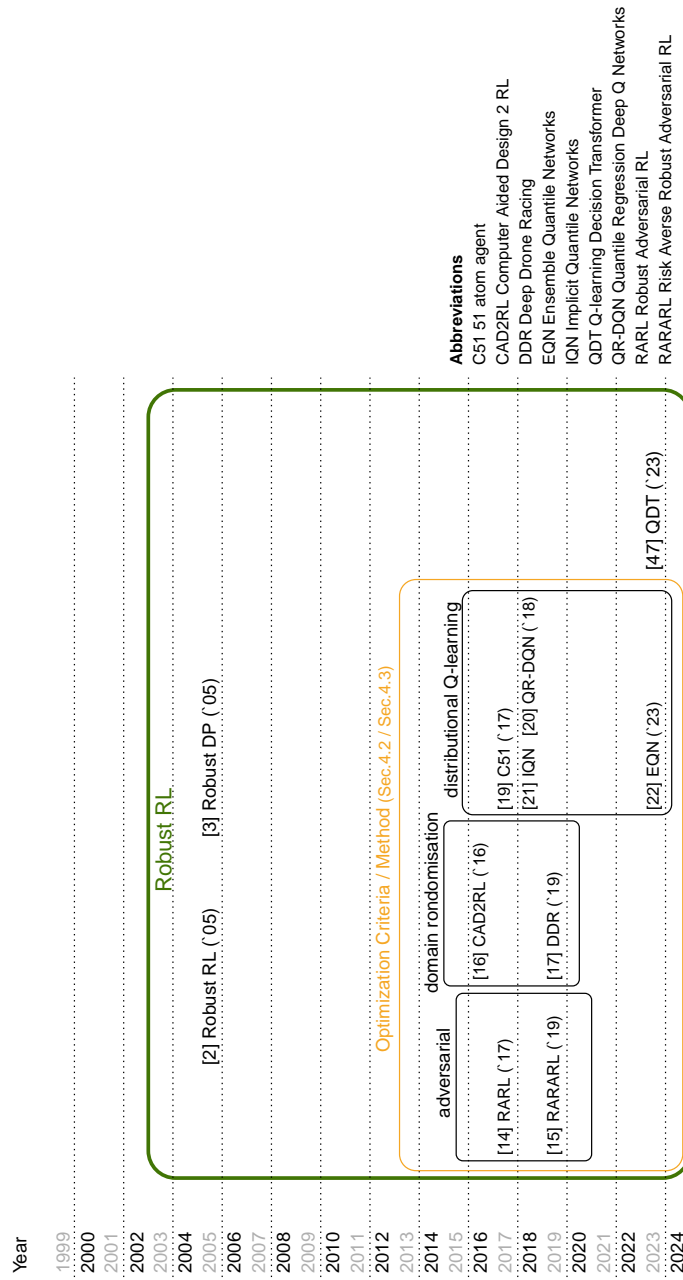 Year
1999
2000
2001
2002
2003
2004
2005
2006
2007
2008
2009
2010
2011
2012
2013
2014
2015
2016
2017
2018
2019
2020
2021
2022
2023
2024
Robust RL
[2] Robust RL (`05)
[3] Robust DP (`05)
Optimization Criteria / Method (Sec.4.2 / Sec.4.3)
adversarial
[14] RARL (`17)
[15] RARARL (`19)
domain rondomisation
[16] CAD2RL (`16)
[17] DDR (`19)
distributional Q-learning
[19] C51 (`17)
[21] IQN [20] QR-DQN (`18)
[22] EQN (`23)
[47] QDT (`23)
Abbreviations
C51 51 atom agent
CAD2RL Computer Aided Design 2 RL
DDR Deep Drone Racing
EQN Ensemble Quantile Networks
IQN Implicit Quantile Networks
QDT Q-learning Decision Transformer
QR-DQN Quantile Regression Deep Q Networks
RARL Robust Adversarial RL
RARARL Risk Averse Robust Adversarial RL